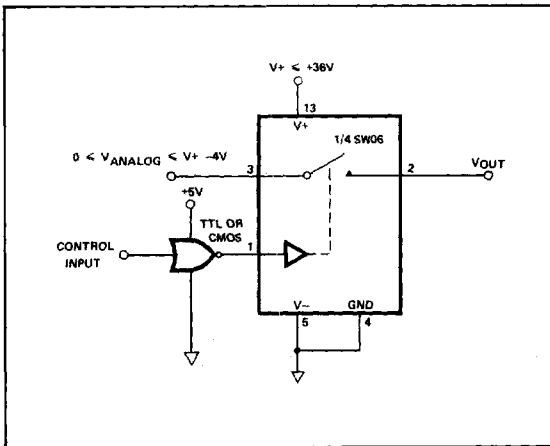 V+ ≤ +36V
13
V+
1/4 SW06
0 ≤ VANALOG ≤ V+ −4V
3
2
VOUT
+5V
TTL OR
CMOS
CONTROL
INPUT
1
V−
GND
5
4